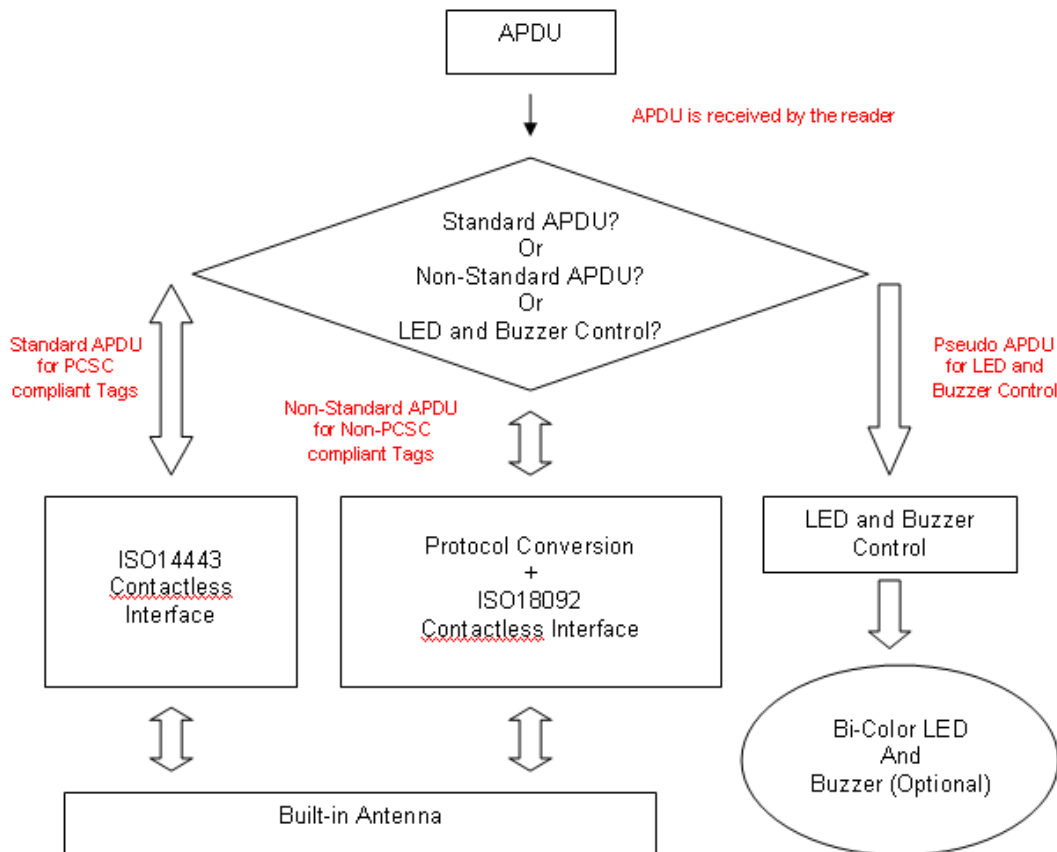 APDU
APDU is received by the reader
Standard APDU?
Or
Non-Standard APDU?
Or
LED and Buzzer Control?
Standard APDU
for PCSC
compliant Tags
Non-Standard APDU
for Non-PCSC
compliant Tags
Pseudo APDU
for LED and
Buzzer Control
ISO14443
Contactless
Interface
Protocol Conversion
+
ISO18092
Contactless Interface
LED and Buzzer
Control
Bi-Color LED
And
Buzzer (Optional)
Built-in Antenna